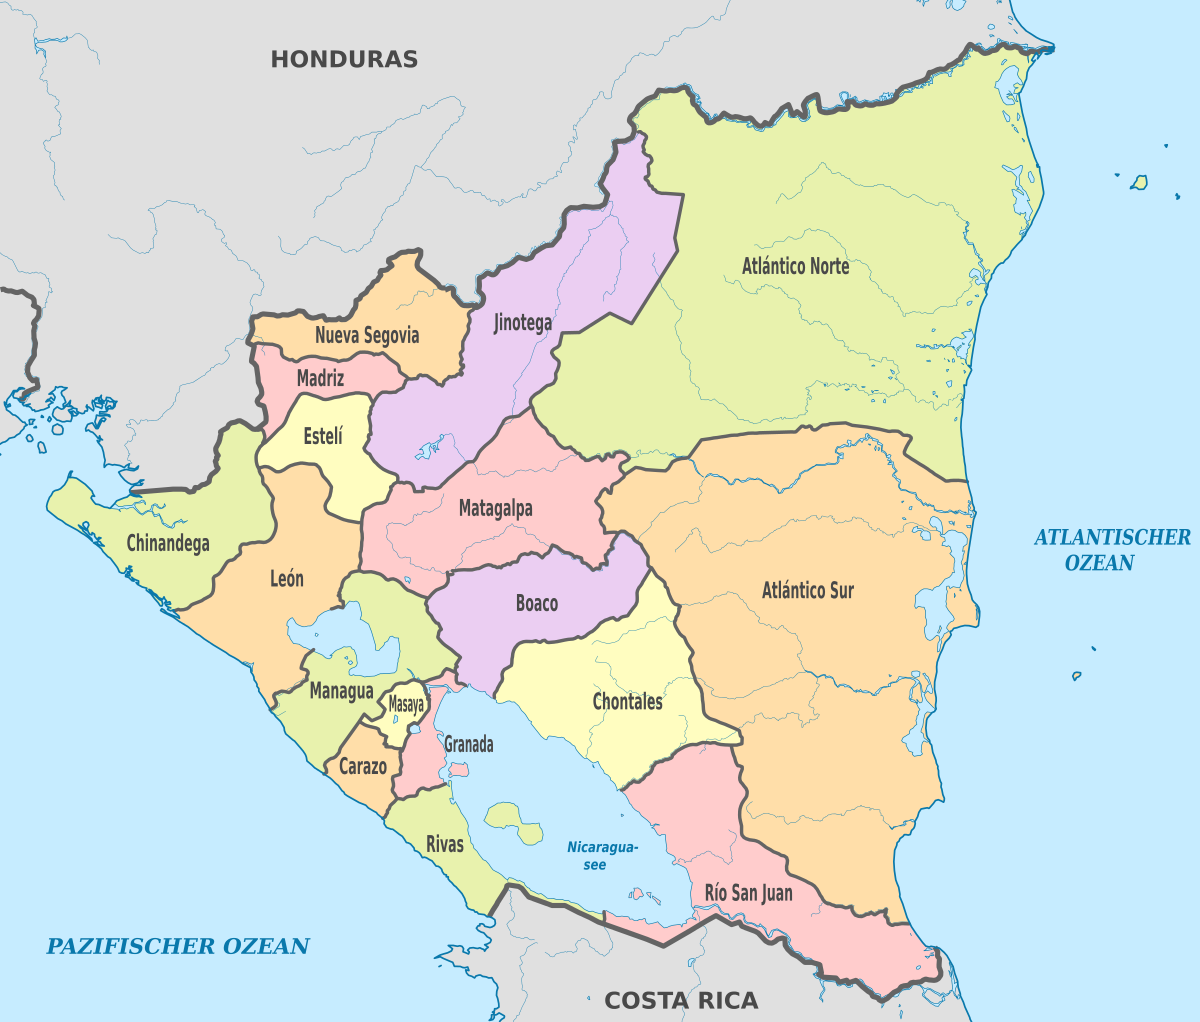 HONDURAS
Atlántico Norte
Jinotega
Nueva Segovia
Madriz
Estelí
Matagalpa
ATLANTISCHER
OZEAN
Chinandega
León
Atlántico Sur
Boaco
Managua
Masaya
Chontales
Granada
Carazo
Rivas
Nicaragua-
see
Río San Juan
PAZIFISCHER OZEAN
COSTA RICA